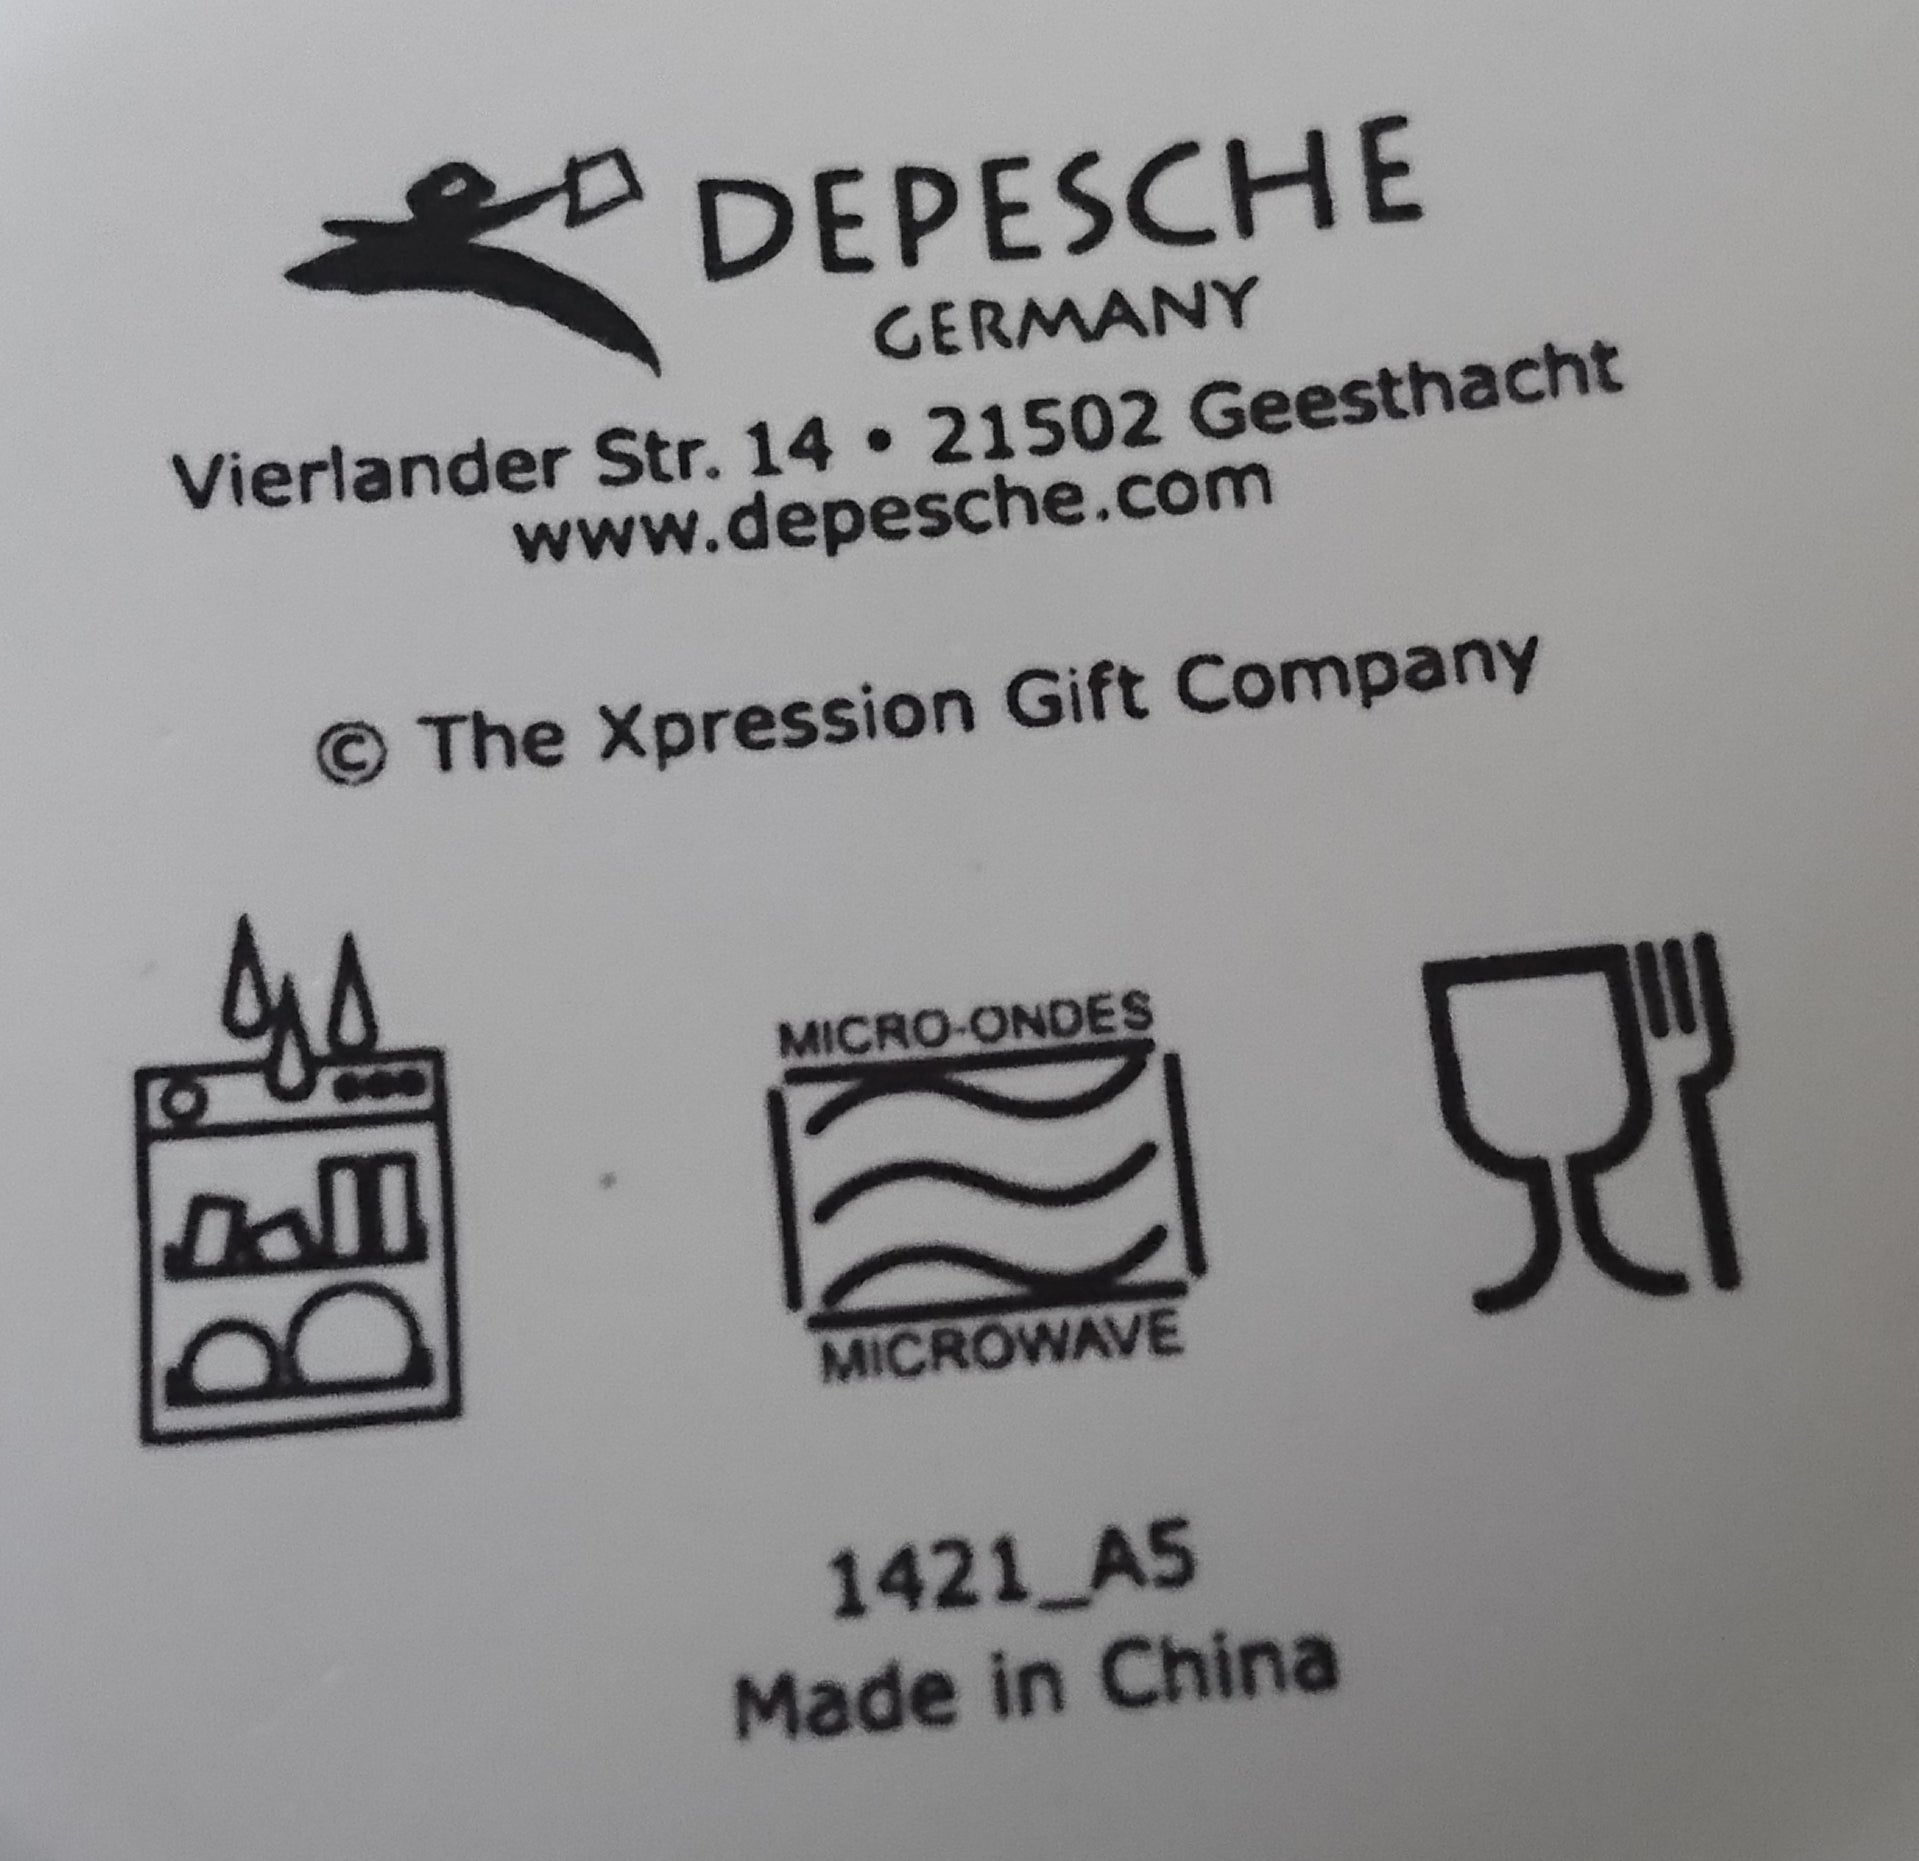 DEPESCHE
GERMANY
Vierlander Str. 14 • 21502 Geesthacht
www.depesche.com
© The Xpression Gift Company
MICRO-ONDES
MICROWAVE
1421_A5
Made in China